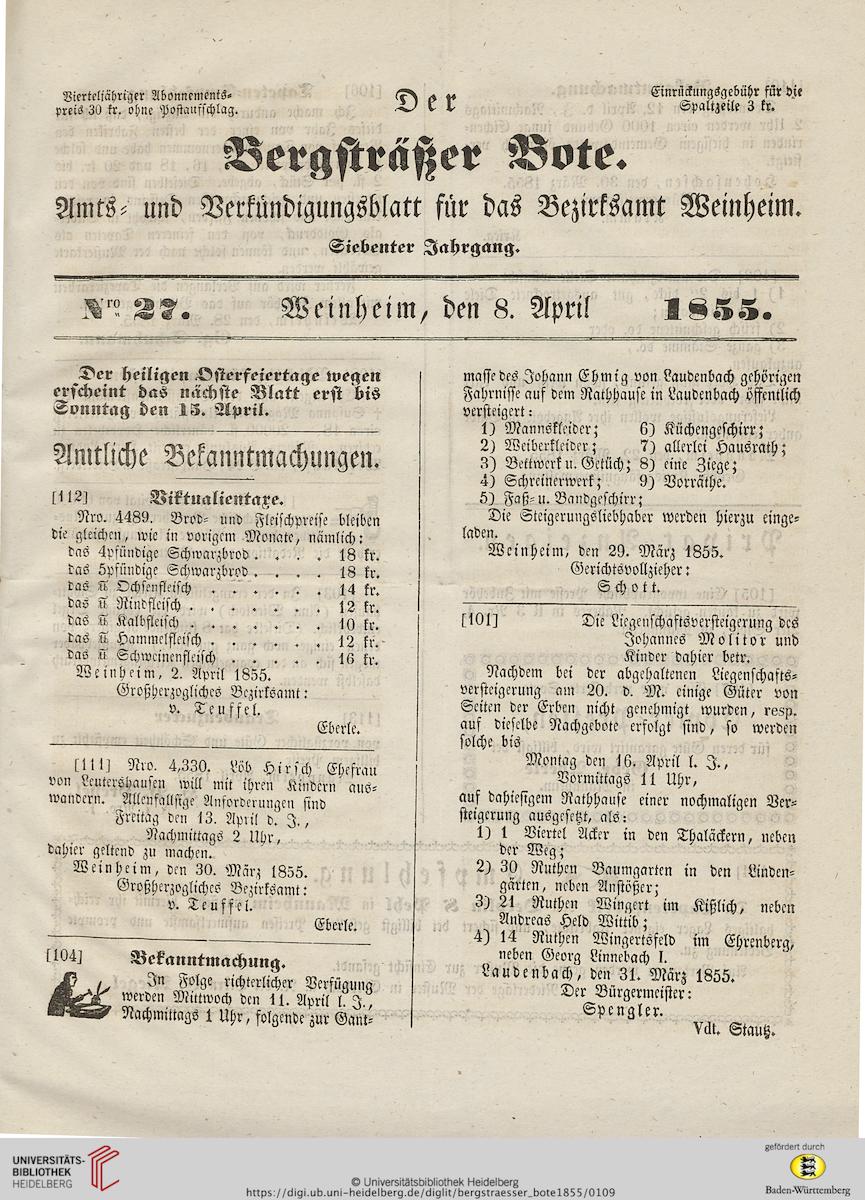 Vierteljähriger Abonnements-
preis 30 kr. ohne Postaufschlag.
Der
Einrückungsgebühr für die
Spaltzeile 3 kr.
Bergsträßer Bote.
Amts- und Verkündigungsblatt für das Bezirksamt Weinheim.
Siebenter Jahrgang.
Nro 27. Weinheim, den 8. April 1855.
Der heiligen Osterfeiertage wegen
erscheint das nächste Blatt erst bis
Sonntag den 15. April.
Amtliche Bekanntmachungen.
[112] Viktualientaxe.
Nro. 4489. Brod- und Fleischpreise bleiben
die gleichen, wie in vorigem Monate, nämlich:
das 4pfündige Schwarzbrod . . . . 18 kr.
das 5pfündige Schwarzbrod . . . . 18 kr.
das ℔ Ochsenfleisch . . . . . . 14 kr.
das ℔ Rindfleisch . . . . . . 12 kr.
das ℔ Kalbfleisch . . . . . . 10 kr.
das ℔ Hammelfleisch . . . . . 12 kr.
das ℔ Schweinenfleisch . . . . . 16 kr.
Weinheim, 2. April 1855.
Großherzogliches Bezirksamt:
v. Teuffel.
Eberle.
[111] Nro. 4,330. Löb Hirsch Ehefrau
von Leutershausen will mit ihren Kindern aus-
wandern. Allenfallsige Anforderungen sind
Freitag den 13. April d. J.,
Nachmittags 2 Uhr,
dahier geltend zu machen.
Weinheim, den 30. März 1855.
Großherzogliches Bezirksamt:
v. Teuffel.
Eberle.
[104] Bekanntmachung.
In Folge richterlicher Verfügung
werden Mittwoch den 11. April l. J.,
Nachmittags 1 Uhr, folgende zur Gant-
masse des Johann Ehmig von Laudenbach gehörigen
Fahrnisse auf dem Rathhause in Laudenbach öffentlich
versteigert:
1) Mannskleider; 6) Küchengeschirr;
2) Weiberkleider; 7) allerlei Hausrath;
3) Bettwerk u. Getüch; 8) eine Ziege;
4) Schreinerwerk; 9) Vorräthe.
5) Faß- u. Bandgeschirr;
Die Steigerungsliebhaber werden hierzu einge-
laden.
Weinheim, den 29. März 1855.
Gerichtsvollzieher:
Schott.
[101] Die Liegenschaftsversteigerung des
Johannes Molitor und
Kinder dahier betr.
Nachdem bei der abgehaltenen Liegenschafts-
versteigerung am 20. d. M. einige Güter von
Seiten der Erben nicht genehmigt wurden, resp.
auf dieselbe Nachgebote erfolgt sind, so werden
solche bis
Montag den 16. April l. J.,
Vormittags 11 Uhr,
auf dahiesigem Rathhause einer nochmaligen Ver-
steigerung ausgesetzt, als:
1) 1 Viertel Acker in den Thaläckern, neben
der Weg;
2) 30 Ruthen Baumgarten in den Linden-
gärten, neben Anstößer;
3) 21 Ruthen Wingert im Kißlich, neben
Andreas Held Wittib;
4) 14 Ruthen Wingertsfeld im Ehrenberg,
neben Georg Linnebach I.
Laudenbach, den 31. März 1855.
Der Bürgermeister:
Spengler.
Vdt. Stautz.
UNIVERSITÄTS-
BIBLIOTHEK
HEIDELBERG
© Universitätsbibliothek Heidelberg
https://digi.ub.uni-heidelberg.de/diglit/bergstraesser_bote1855/0109
gefördert durch
Baden-Württemberg